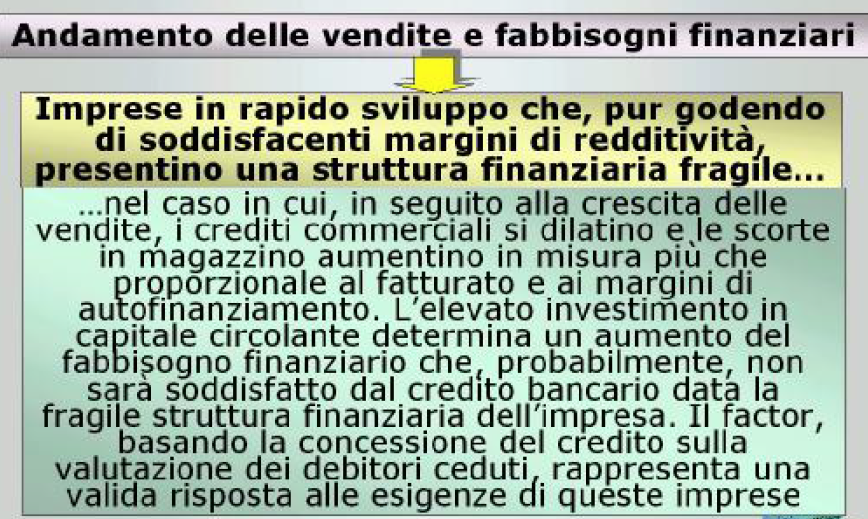 Andamento delle vendite e fabbisogni finanziari
Imprese in rapido sviluppo che, pur godendo
di soddisfacenti margini di redditività,
presentino una struttura finanziaria fragile...
...nel caso in cui, in seguito alla crescita delle
vendite, i crediti commerciali si dilatino e le scorte
in magazzino aumentino in misura più che
proporzionale al fatturato e ai margini di
autofinanziamento. L'elevato investimento in
capitale circolante determina un aumento del
fabbisogno finanziario che, probabilmente, non
sarà soddisfatto dal credito bancario data la
fragile struttura finanziaria dell'impresa. Il factor,
basando la concessione del credito sulla
valutazione dei debitori ceduti, rappresenta una
valida risposta alle esigenze di queste imprese